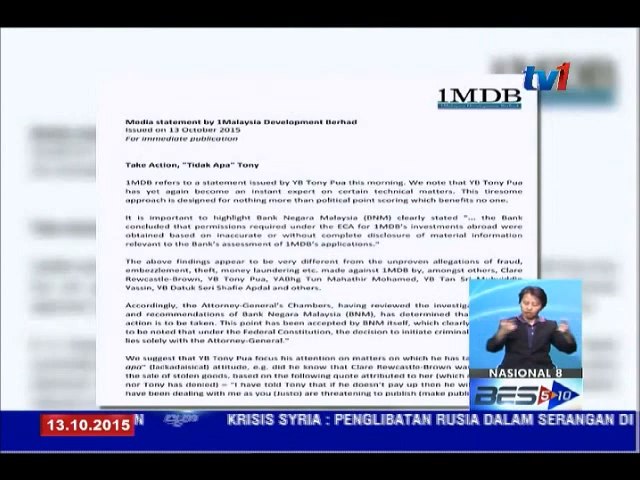 tv1
1MDB
Media statement by 1Malaysia Development Berhad
Issued on 13 October 2015
For immediate publication
Take Action, "Tidak Apa" Tony
1MDB refers to a statement issued by YB Tony Pua this morning. We note that YB Tony Pua
has yet again become an instant expert on certain technical matters. This tiresome
approach is designed for nothing more than political point scoring which benefits no one.
It is important to highlight Bank Negara Malaysia (BNM) clearly stated "... the Bank
concluded that permissions required under the ECA for 1MDB's investments abroad were
obtained based on inaccurate or without complete disclosure of material information
relevant to the Bank's assessment of 1MDB's applications."
The above findings appear to be very different from the unproven allegations of fraud,
embezzlement, theft, money laundering etc. made against 1MDB by, amongst others, Clare
Rewcastle-Brown, YB Tony Pua, YABhg Tun Mahathir Mohamed, YB Tan Sri
Yassin, YB Datuk Seri Shafie Apdal and others.
Accordingly, the Attorney-General's Chambers, having reviewed the
and recommendations of Bank Negara Malaysia (BNM), has determined
action is to be taken. This point has been accepted by BNM itself, which
to be noted that under the Federal Constitution, the decision to initiate
lies solely with the Attorney-General."
We suggest that YB Tony Pua focus his attention on matters on which he has
apa" (lackadaisical) attitude, e.g. did he know that Clare Rewcastle-Brown
the sale of stolen goods, based on the following quote attributed to her
nor Tony has denied) – "I have told Tony that if he doesn't pay up then he
have been dealing with me as you (Justo) are threatening to publish (make
NASIONAL 8
BES 5 10
13.10.2015
KRISIS SYRIA : PENGLIBATAN RUSIA DALAM SERANGAN DI